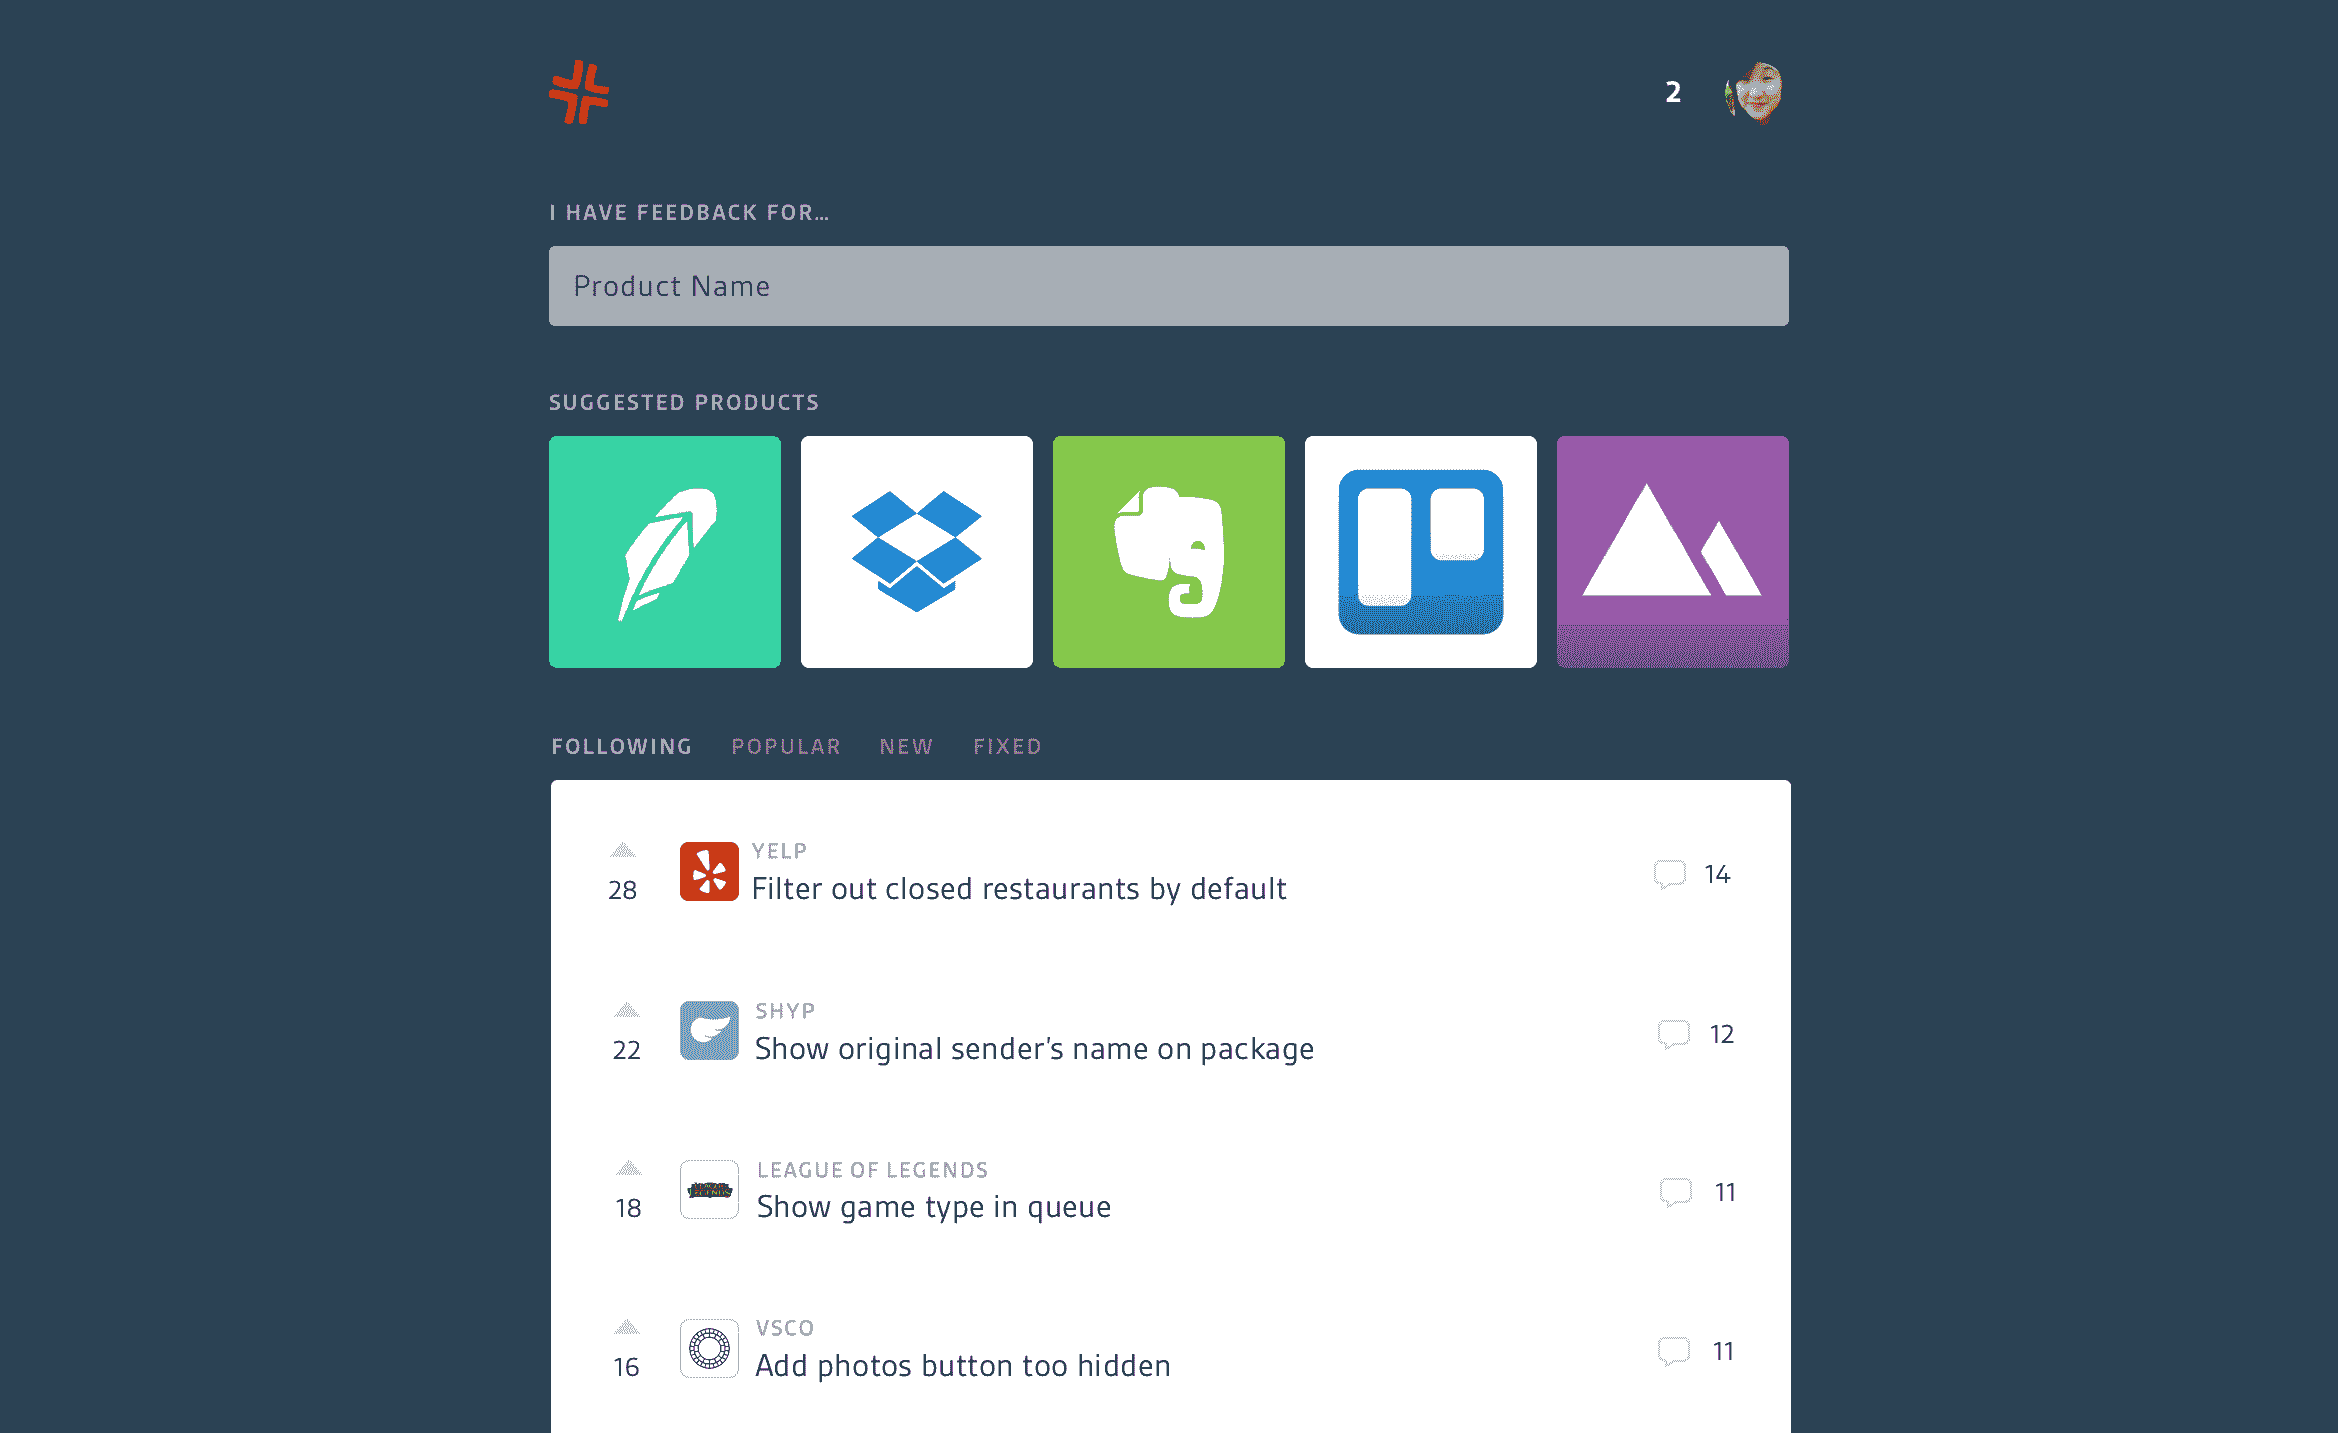 2
I HAVE FEEDBACK FOR…
Product Name
SUGGESTED PRODUCTS
FOLLOWING POPULAR NEW FIXED
YELP
28 Filter out closed restaurants by default 14
SHYP
22 Show original sender’s name on package 12
LEAGUE OF LEGENDS
18 Show game type in queue 11
VSCO
16 Add photos button too hidden 11